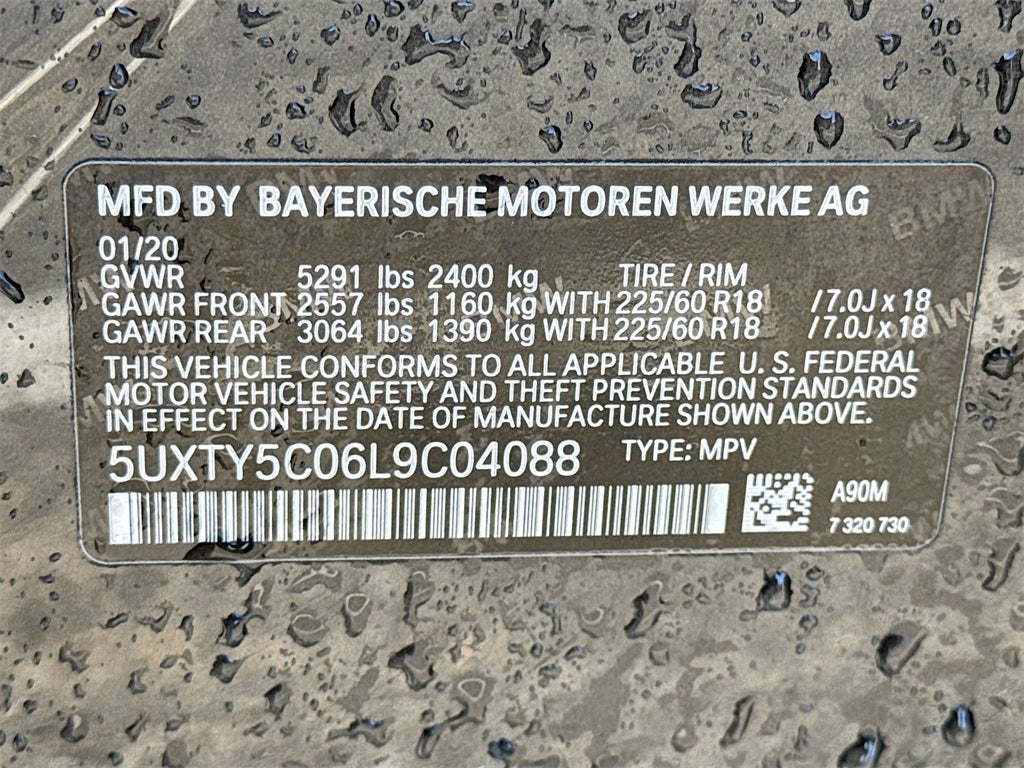 MFD BY BAYERISCHE MOTOREN WERKE AG
01/20
GVWR 5291 lbs 2400 kg TIRE / RIM
GAWR FRONT 2557 lbs 1160 kg WITH 225/60 R18 / 7.0J x 18
GAWR REAR 3064 lbs 1390 kg WITH 225/60 R18 / 7.0J x 18
THIS VEHICLE CONFORMS TO ALL APPLICABLE U. S. FEDERAL
MOTOR VEHICLE SAFETY AND THEFT PREVENTION STANDARDS
IN EFFECT ON THE DATE OF MANUFACTURE SHOWN ABOVE.
5UXTY5C06L9C04088 TYPE: MPV
A90M
7 320 730